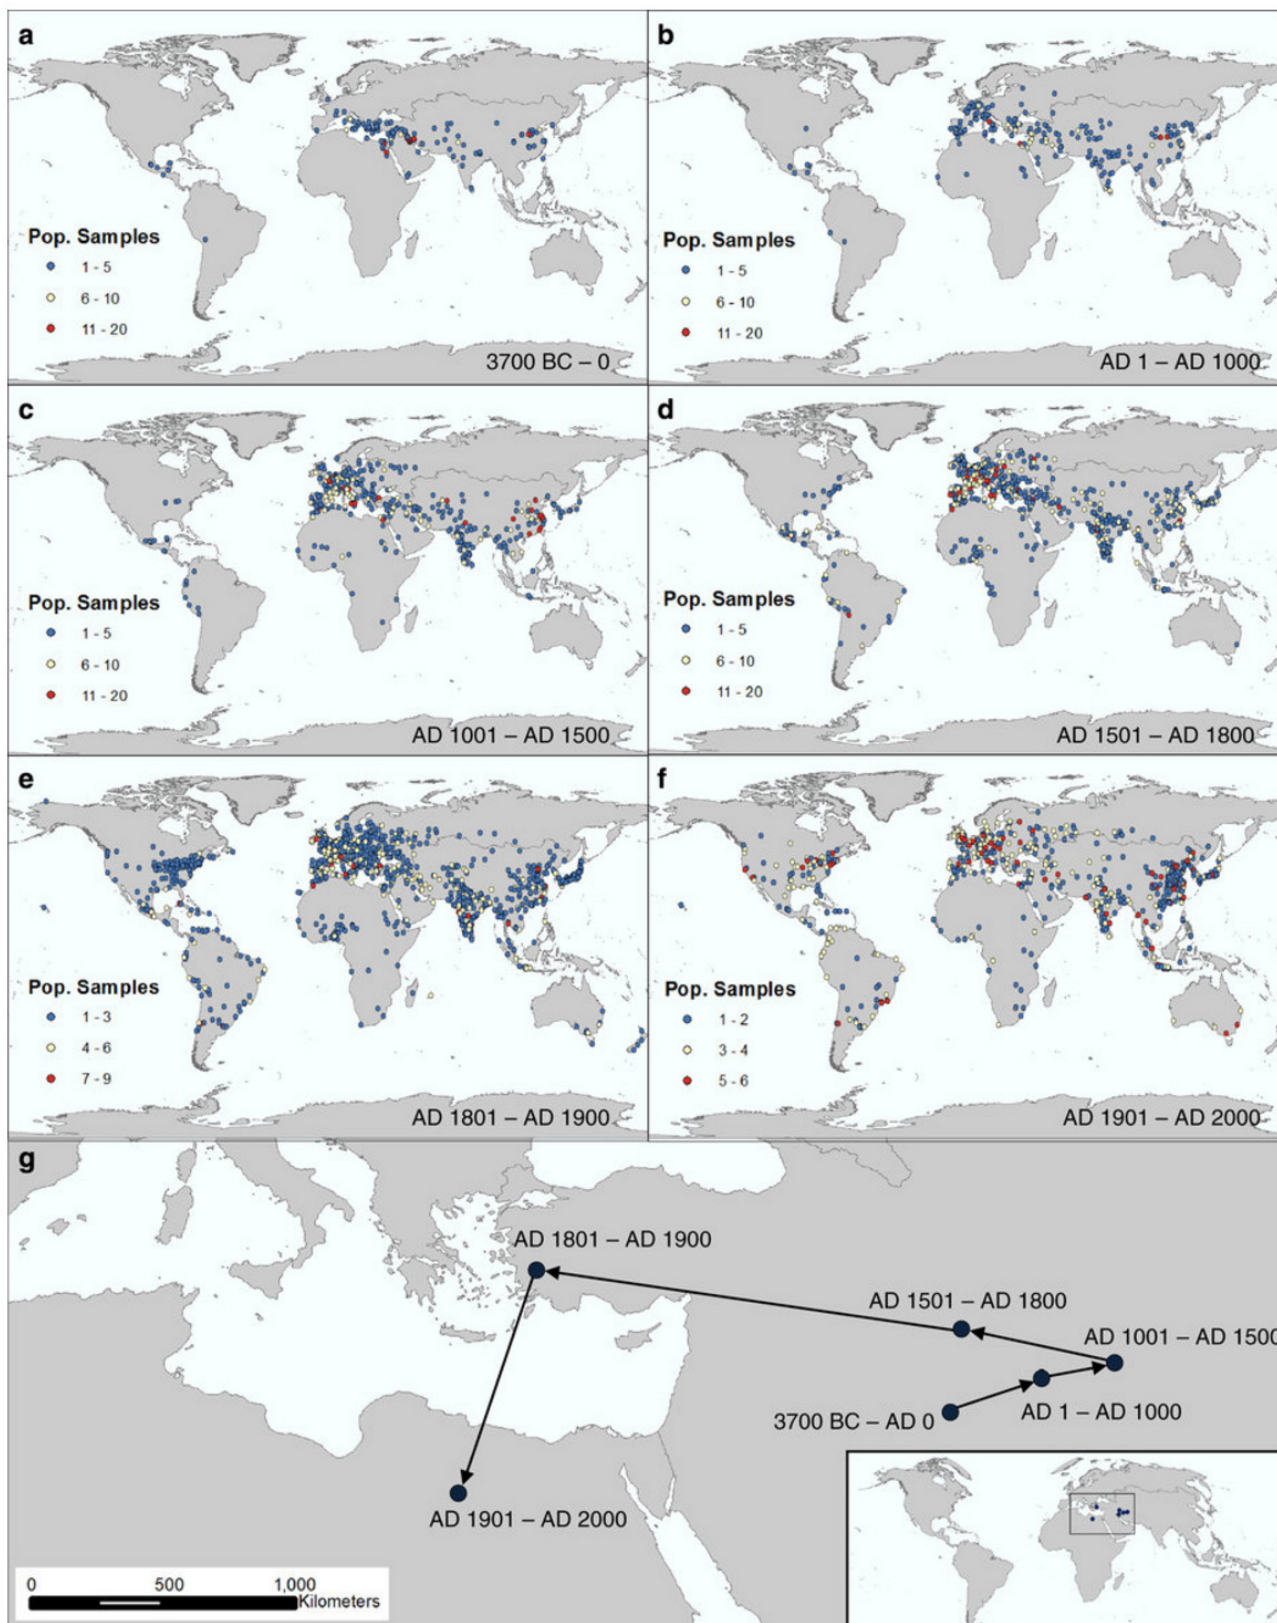 a
Pop. Samples
1 - 5
6 - 10
11 - 20
3700 BC – 0
b
Pop. Samples
1 - 5
6 - 10
11 - 20
AD 1 – AD 1000
c
Pop. Samples
1 - 5
6 - 10
11 - 20
AD 1001 – AD 1500
d
Pop. Samples
1 - 5
6 - 10
11 - 20
AD 1501 – AD 1800
e
Pop. Samples
1 - 3
4 - 6
7 - 9
AD 1801 – AD 1900
f
Pop. Samples
1 - 2
3 - 4
5 - 6
AD 1901 – AD 2000
g
AD 1801 – AD 1900
AD 1501 – AD 1800
AD 1001 – AD 1500
3700 BC – AD 0
AD 1 – AD 1000
AD 1901 – AD 2000
0 500 1,000
Kilometers